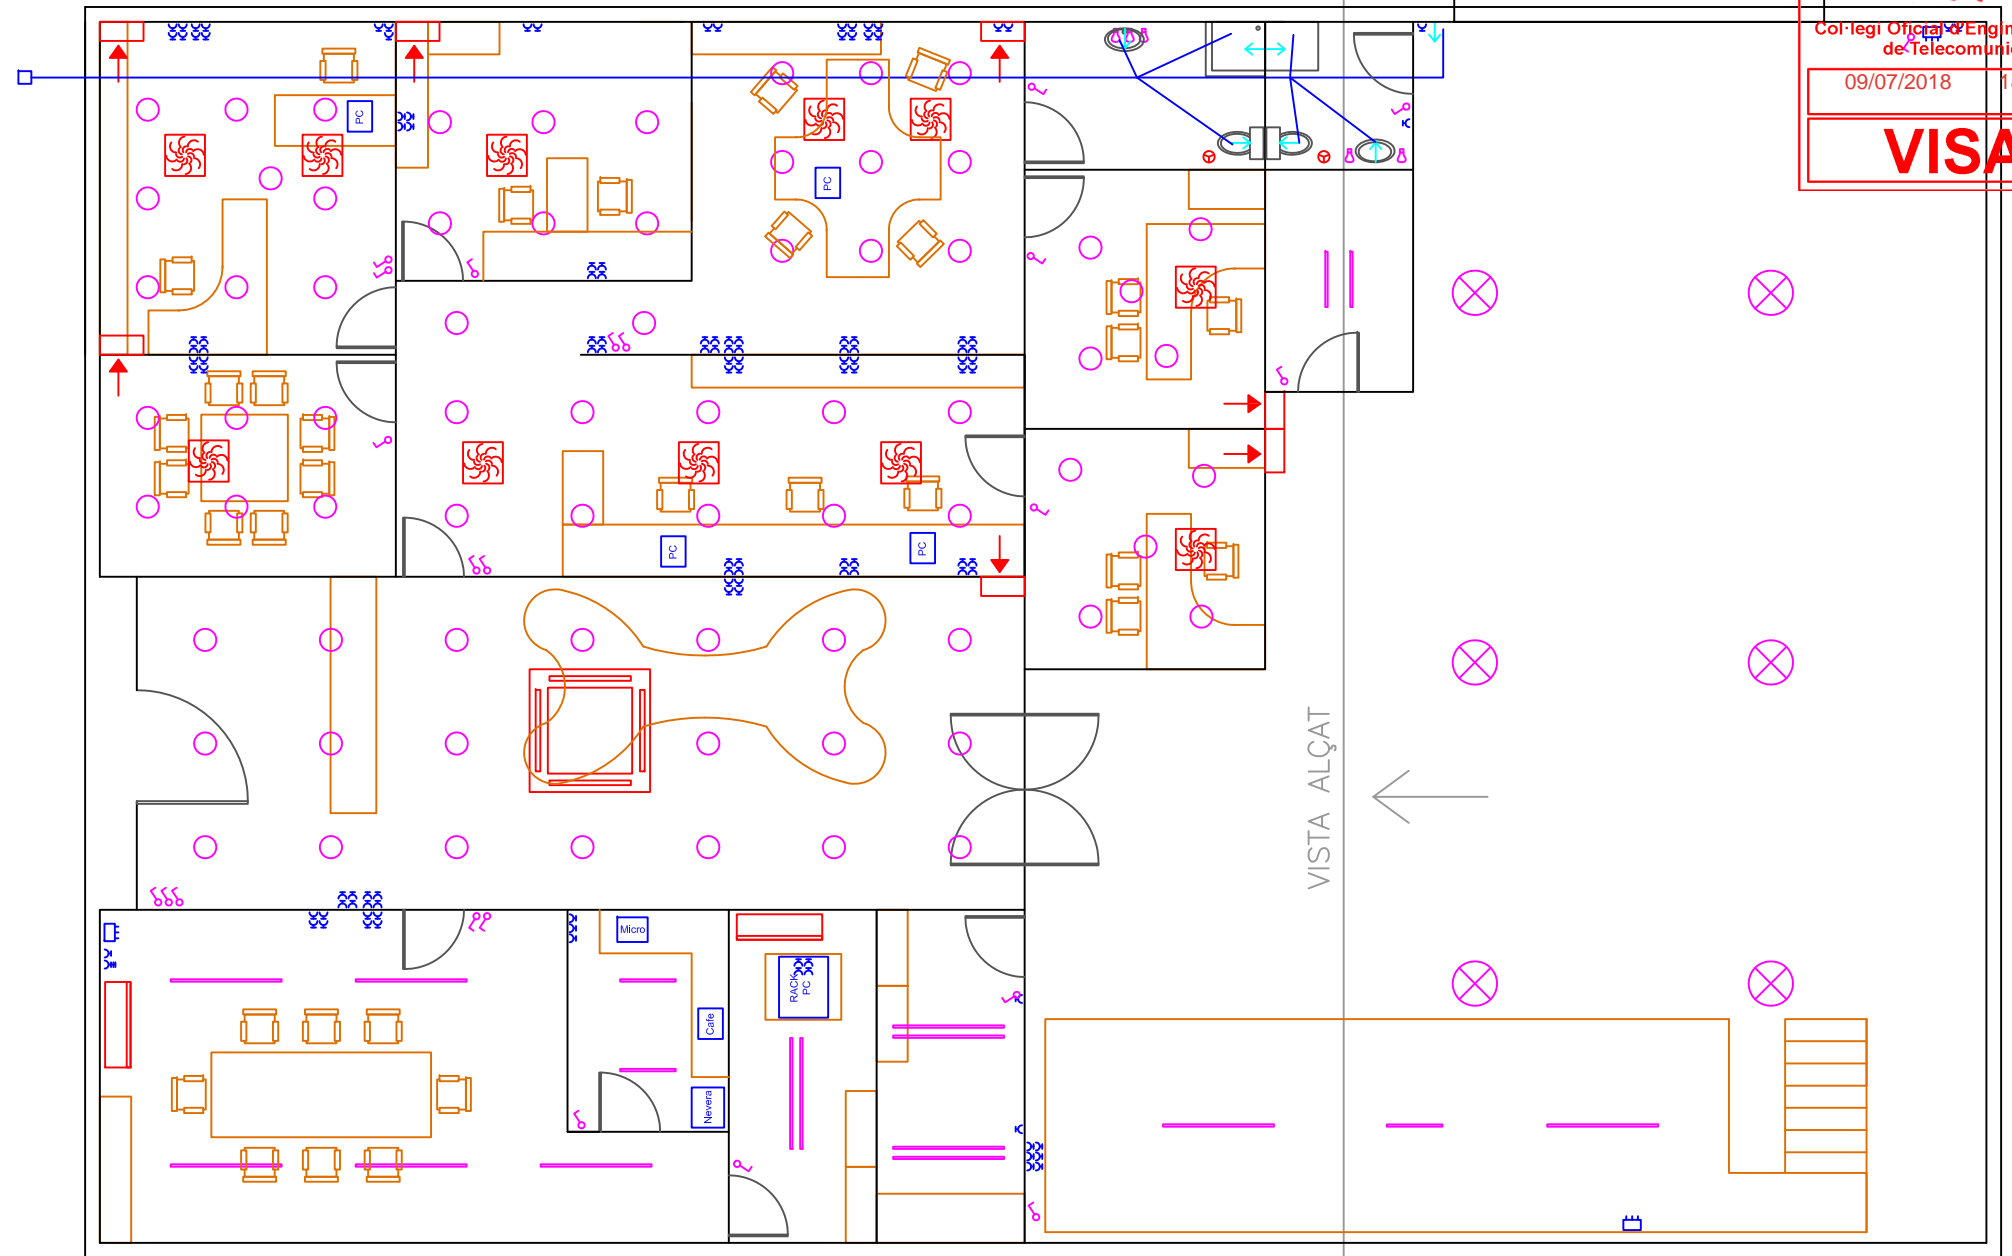 Col·legi Oficial d'Engin
de Telecomuni
09/07/2018
VISA
PC
PC
PC
PC
VISTA ALÇAT
Micro
RACK
PC
Cafe
Nevera